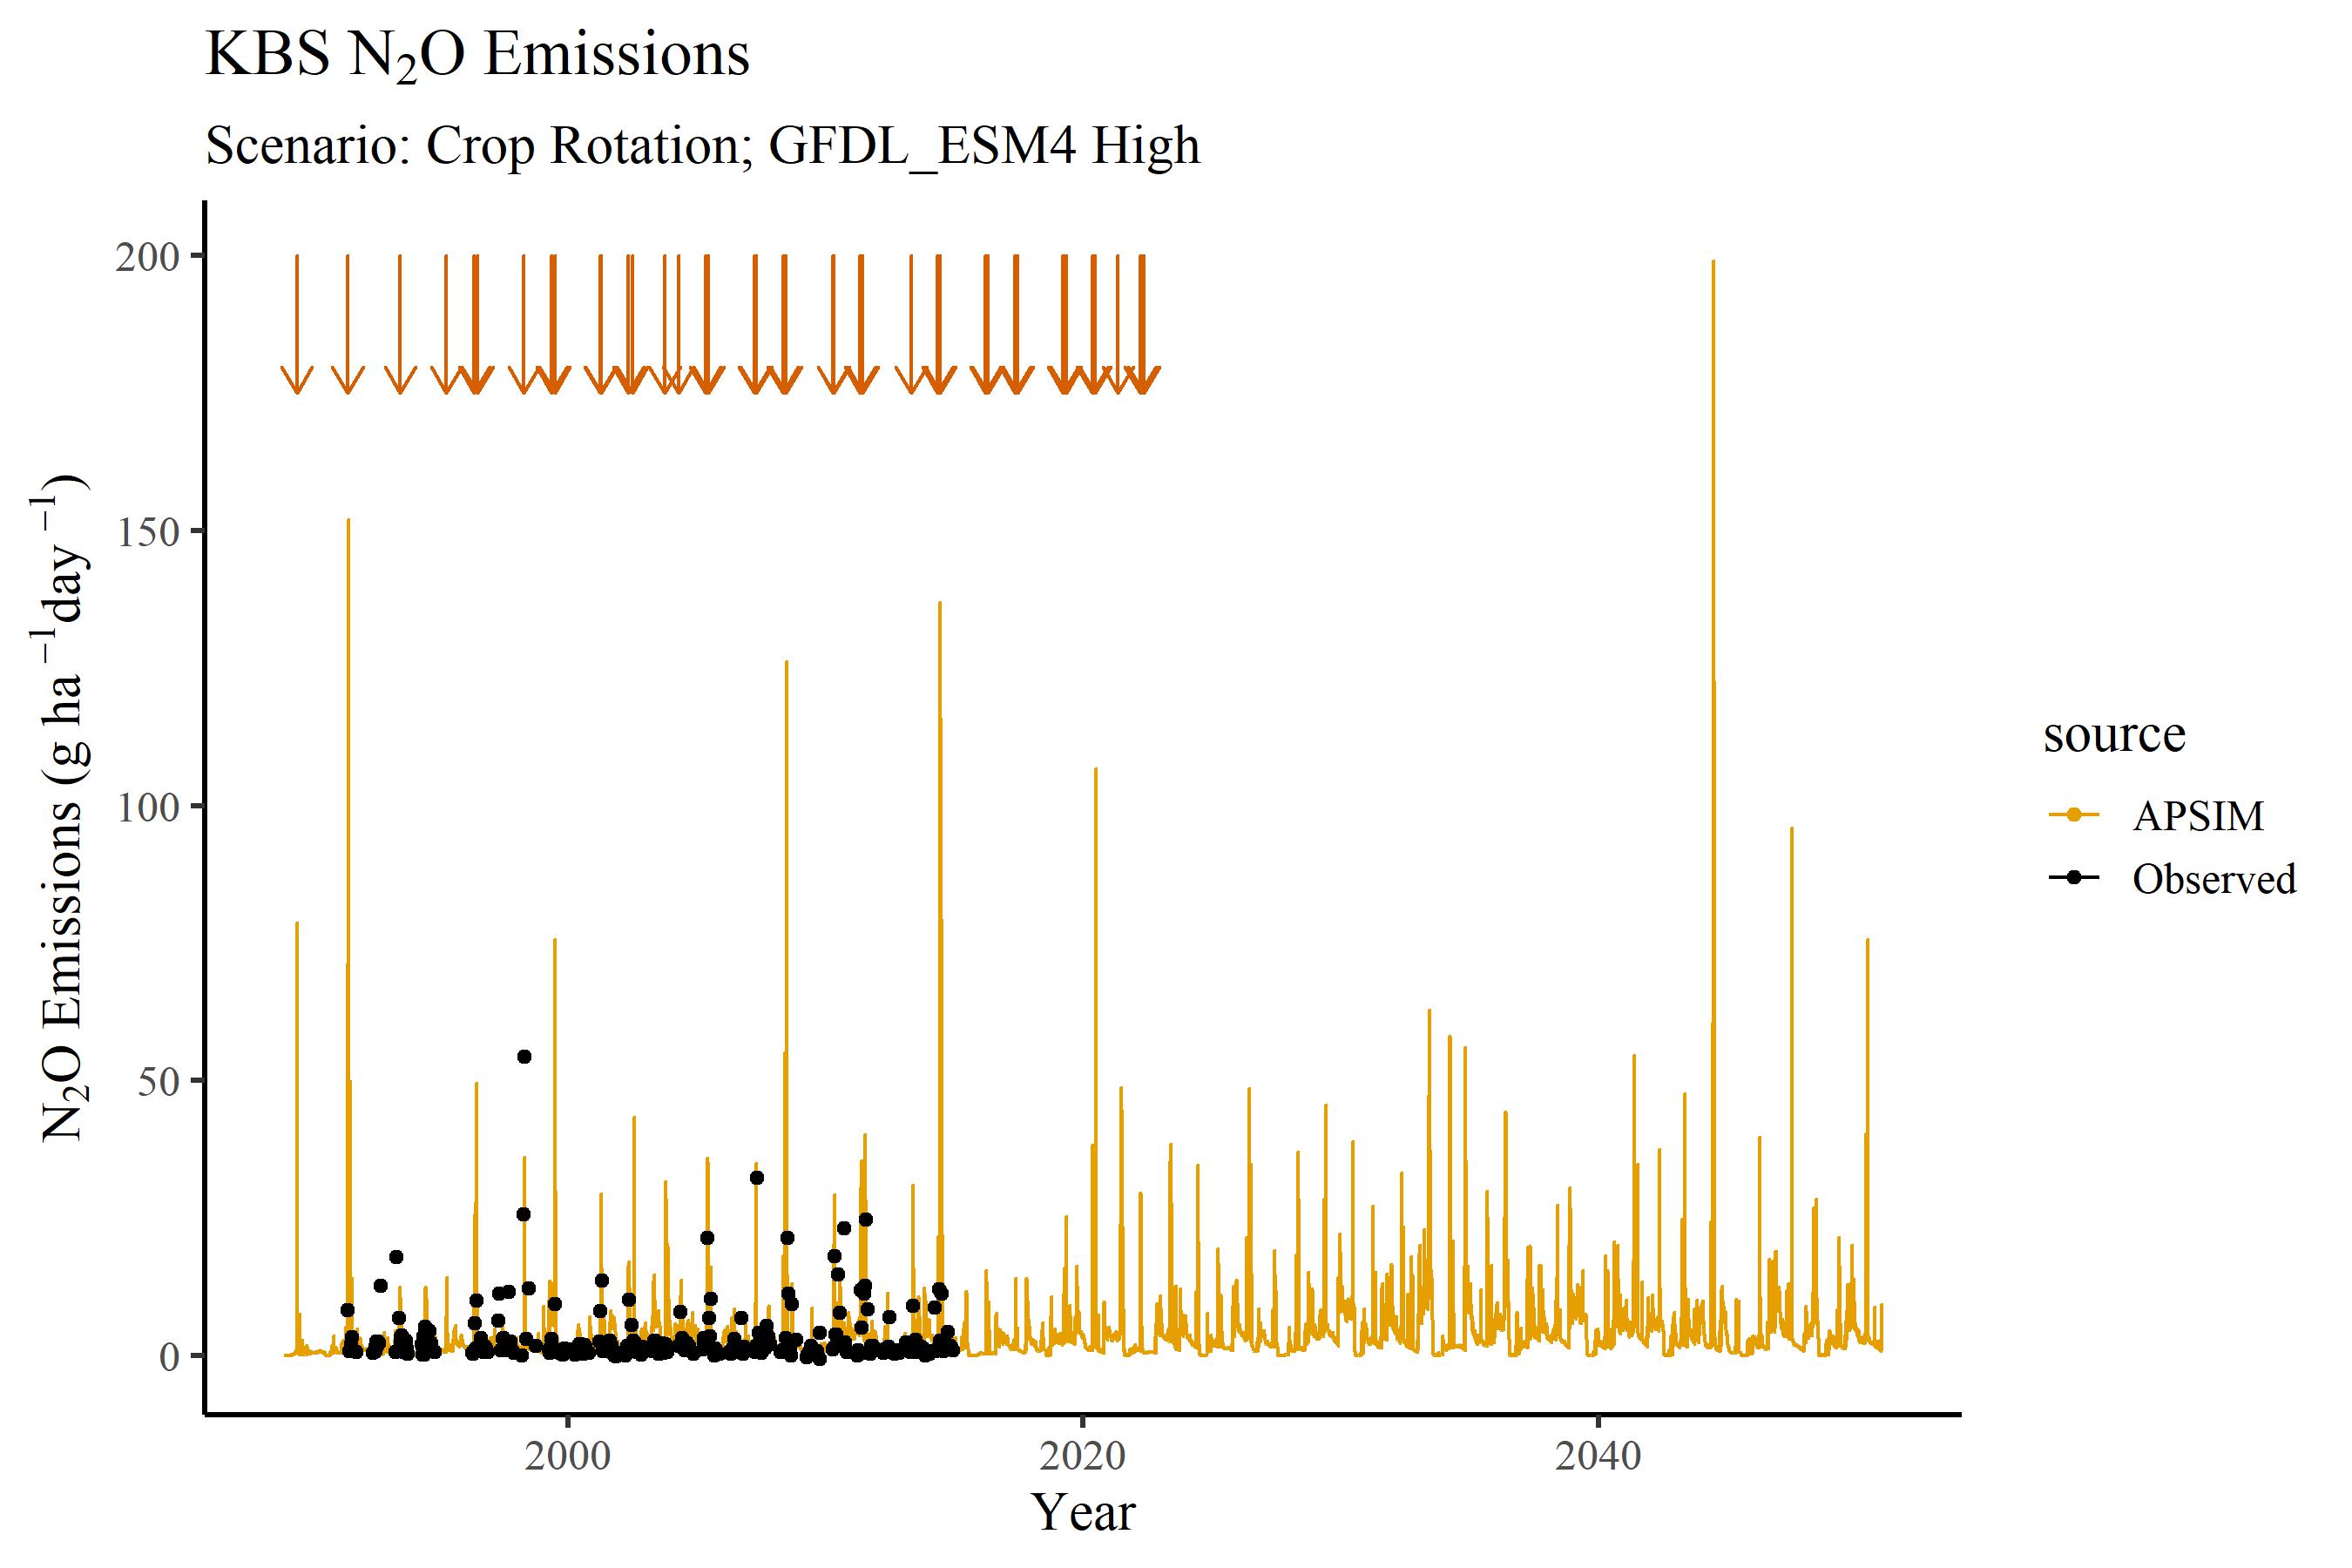 KBS N₂O Emissions
Scenario: Crop Rotation; GFDL_ESM4 High
N₂O Emissions (g ha ⁻¹day ⁻¹)
200
150
100
50
0
2000
2020
2040
Year
source
APSIM
Observed